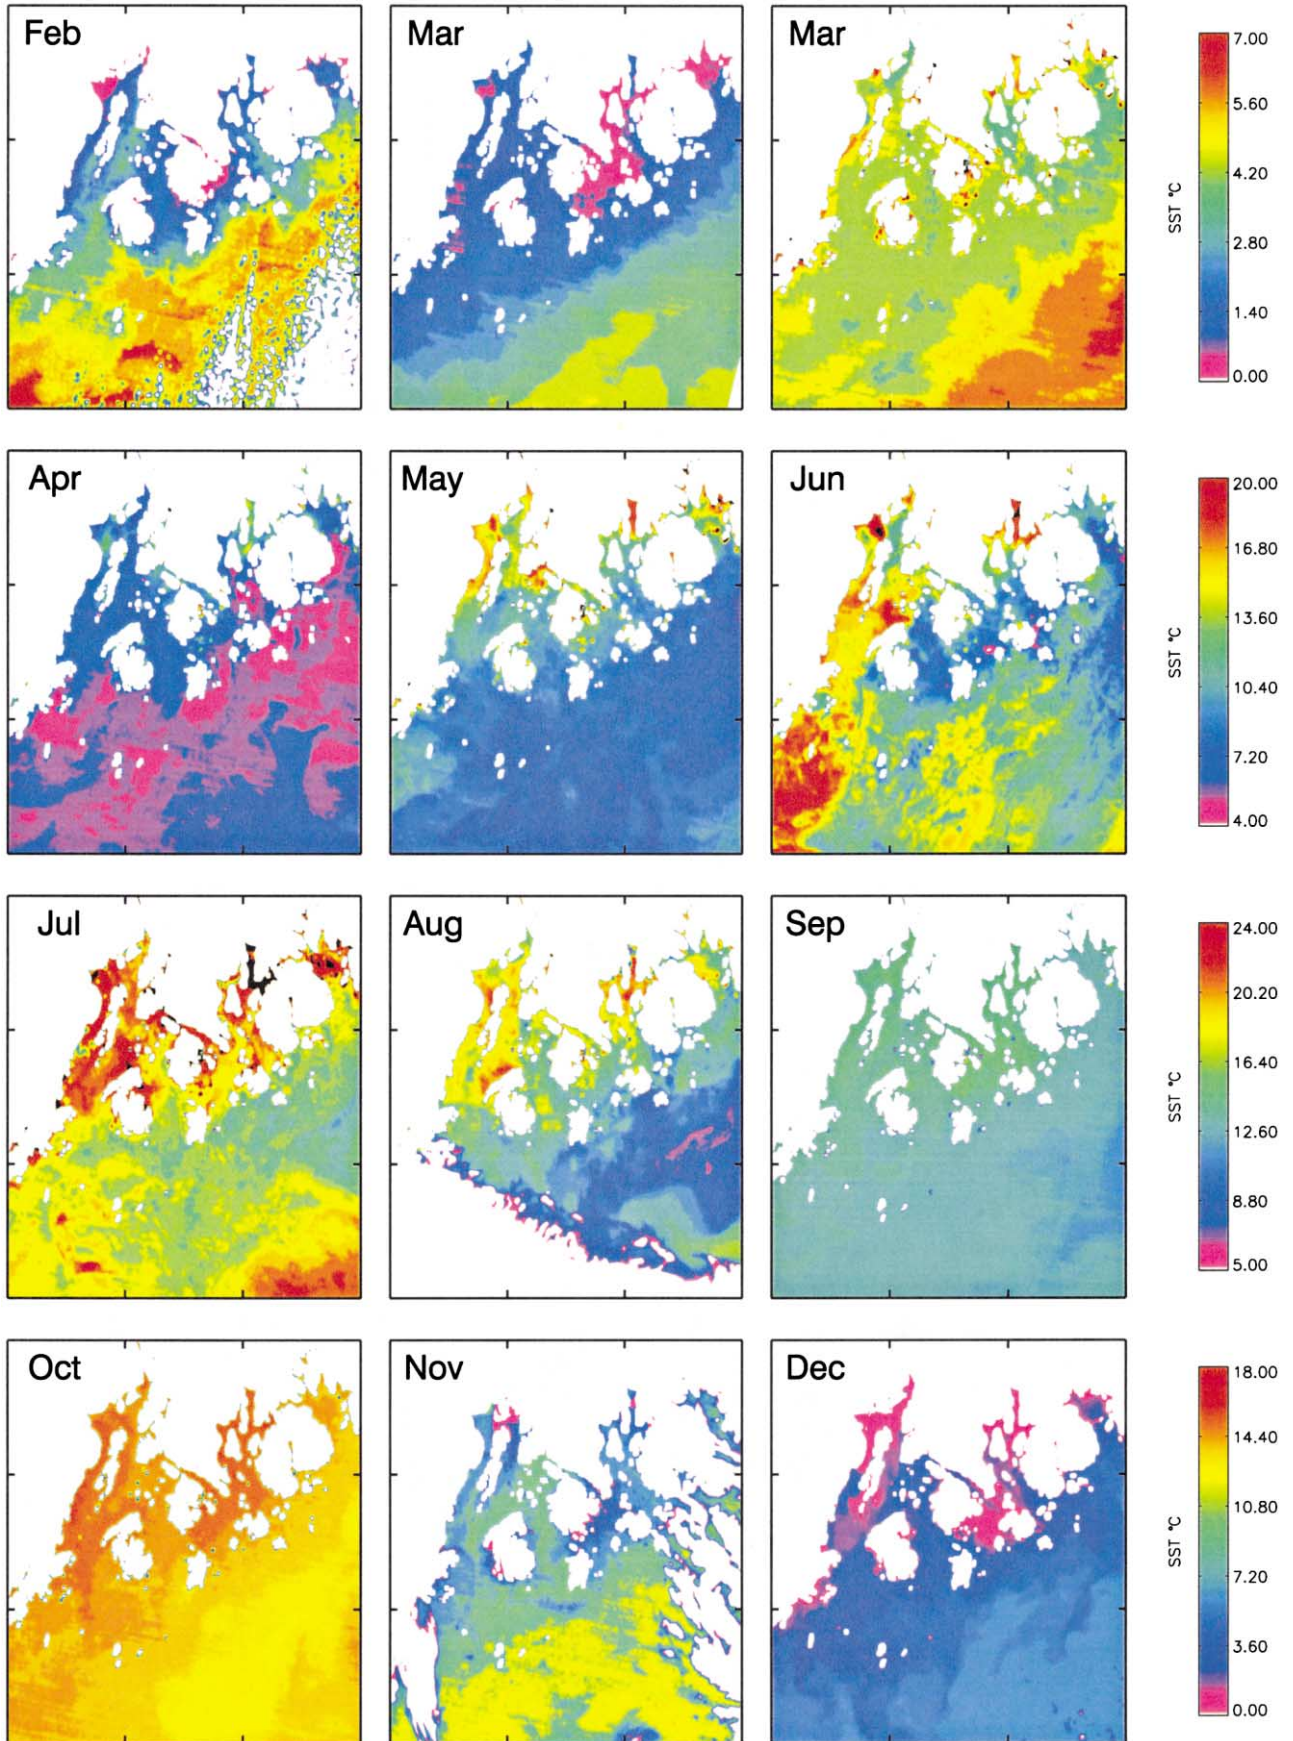 Feb
Mar
Mar
7.00
5.60
4.20
2.80
1.40
0.00
SST °C
Apr
May
Jun
20.00
16.80
13.60
10.40
7.20
4.00
SST °C
Jul
Aug
Sep
24.00
20.20
16.40
12.60
8.80
5.00
SST °C
Oct
Nov
Dec
18.00
14.40
10.80
7.20
3.60
0.00
SST °C